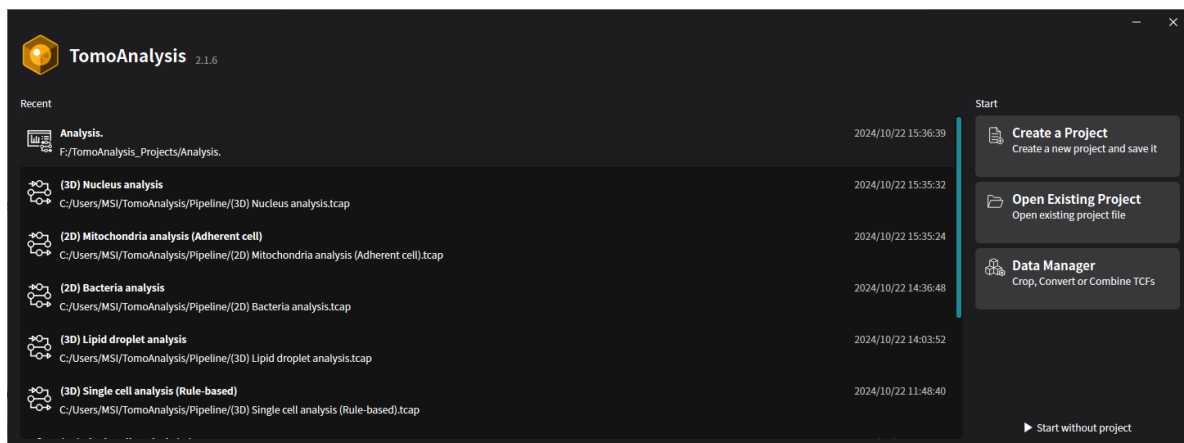 TomoAnalysis 2.1.6
Recent
Analysis.
2024/10/22 15:36:39
F:/TomoAnalysis_Projects/Analysis.
(3D) Nucleus analysis
2024/10/22 15:35:32
C:/Users/MSI/TomoAnalysis/Pipeline/(3D) Nucleus analysis.tcap
(2D) Mitochondria analysis (Adherent cell)
2024/10/22 15:35:24
C:/Users/MSI/TomoAnalysis/Pipeline/(2D) Mitochondria analysis (Adherent cell).tcap
(2D) Bacteria analysis
2024/10/22 14:36:48
C:/Users/MSI/TomoAnalysis/Pipeline/(2D) Bacteria analysis.tcap
(3D) Lipid droplet analysis
2024/10/22 14:03:52
C:/Users/MSI/TomoAnalysis/Pipeline/(3D) Lipid droplet analysis.tcap
(3D) Single cell analysis (Rule-based)
2024/10/22 11:48:40
C:/Users/MSI/TomoAnalysis/Pipeline/(3D) Single cell analysis (Rule-based).tcap
Start
Create a Project
Create a new project and save it
Open Existing Project
Open existing project file
Data Manager
Crop, Convert or Combine TCFs
Start without project